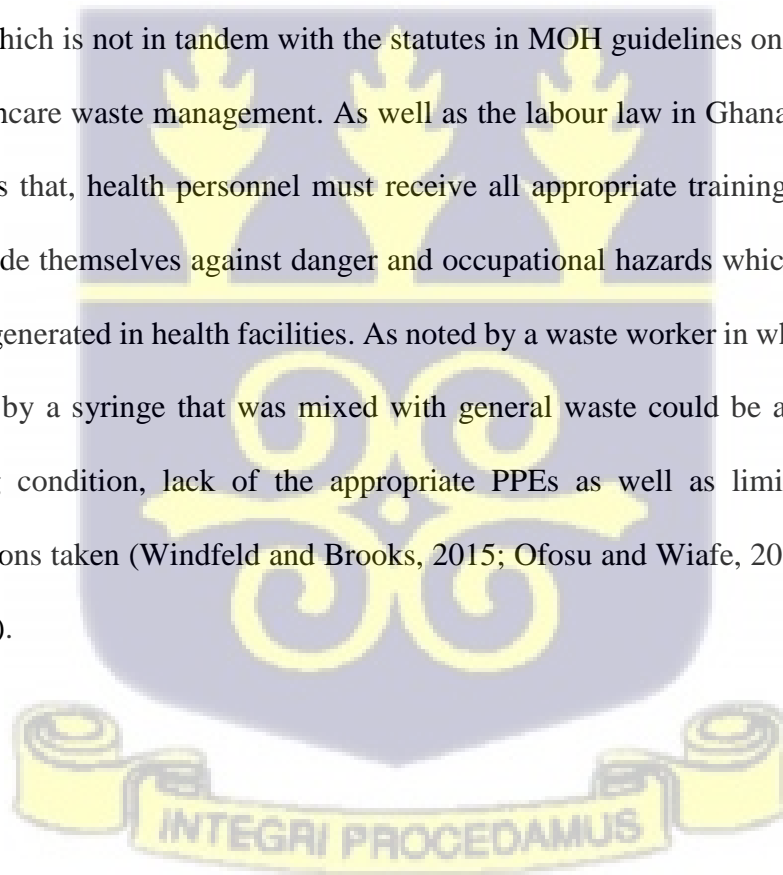 hich is not in tandem with the statutes in MOH guidelines on
ncare waste management. As well as the labour law in Ghana
s that, health personnel must receive all appropriate training
de themselves against danger and occupational hazards whic
generated in health facilities. As noted by a waste worker in wl
by a syringe that was mixed with general waste could be a
condition, lack of the appropriate PPEs as well as limi
ons taken (Windfeld and Brooks, 2015; Ofosu and Wiafe, 20
).
INTEGRI PROCEDAMUS